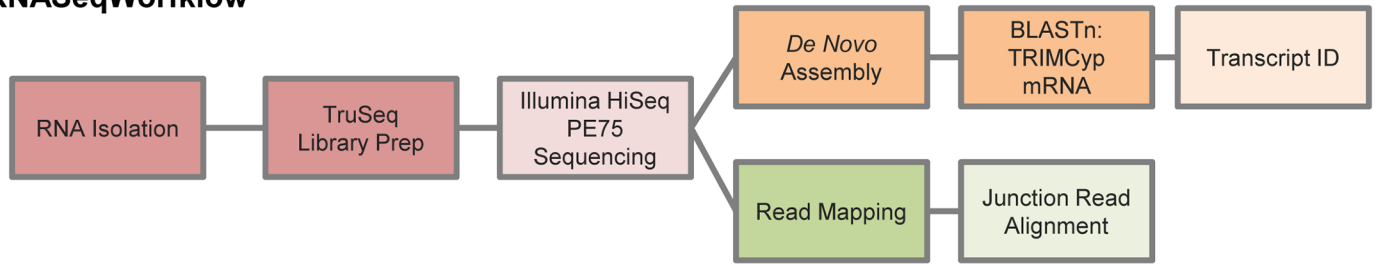 RNASeqWorkflow
RNA Isolation
TruSeq
Library Prep
Illumina HiSeq
PE75
Sequencing
De Novo
Assembly
BLASTn:
TRIMCyp
mRNA
Transcript ID
Read Mapping
Junction Read
Alignment